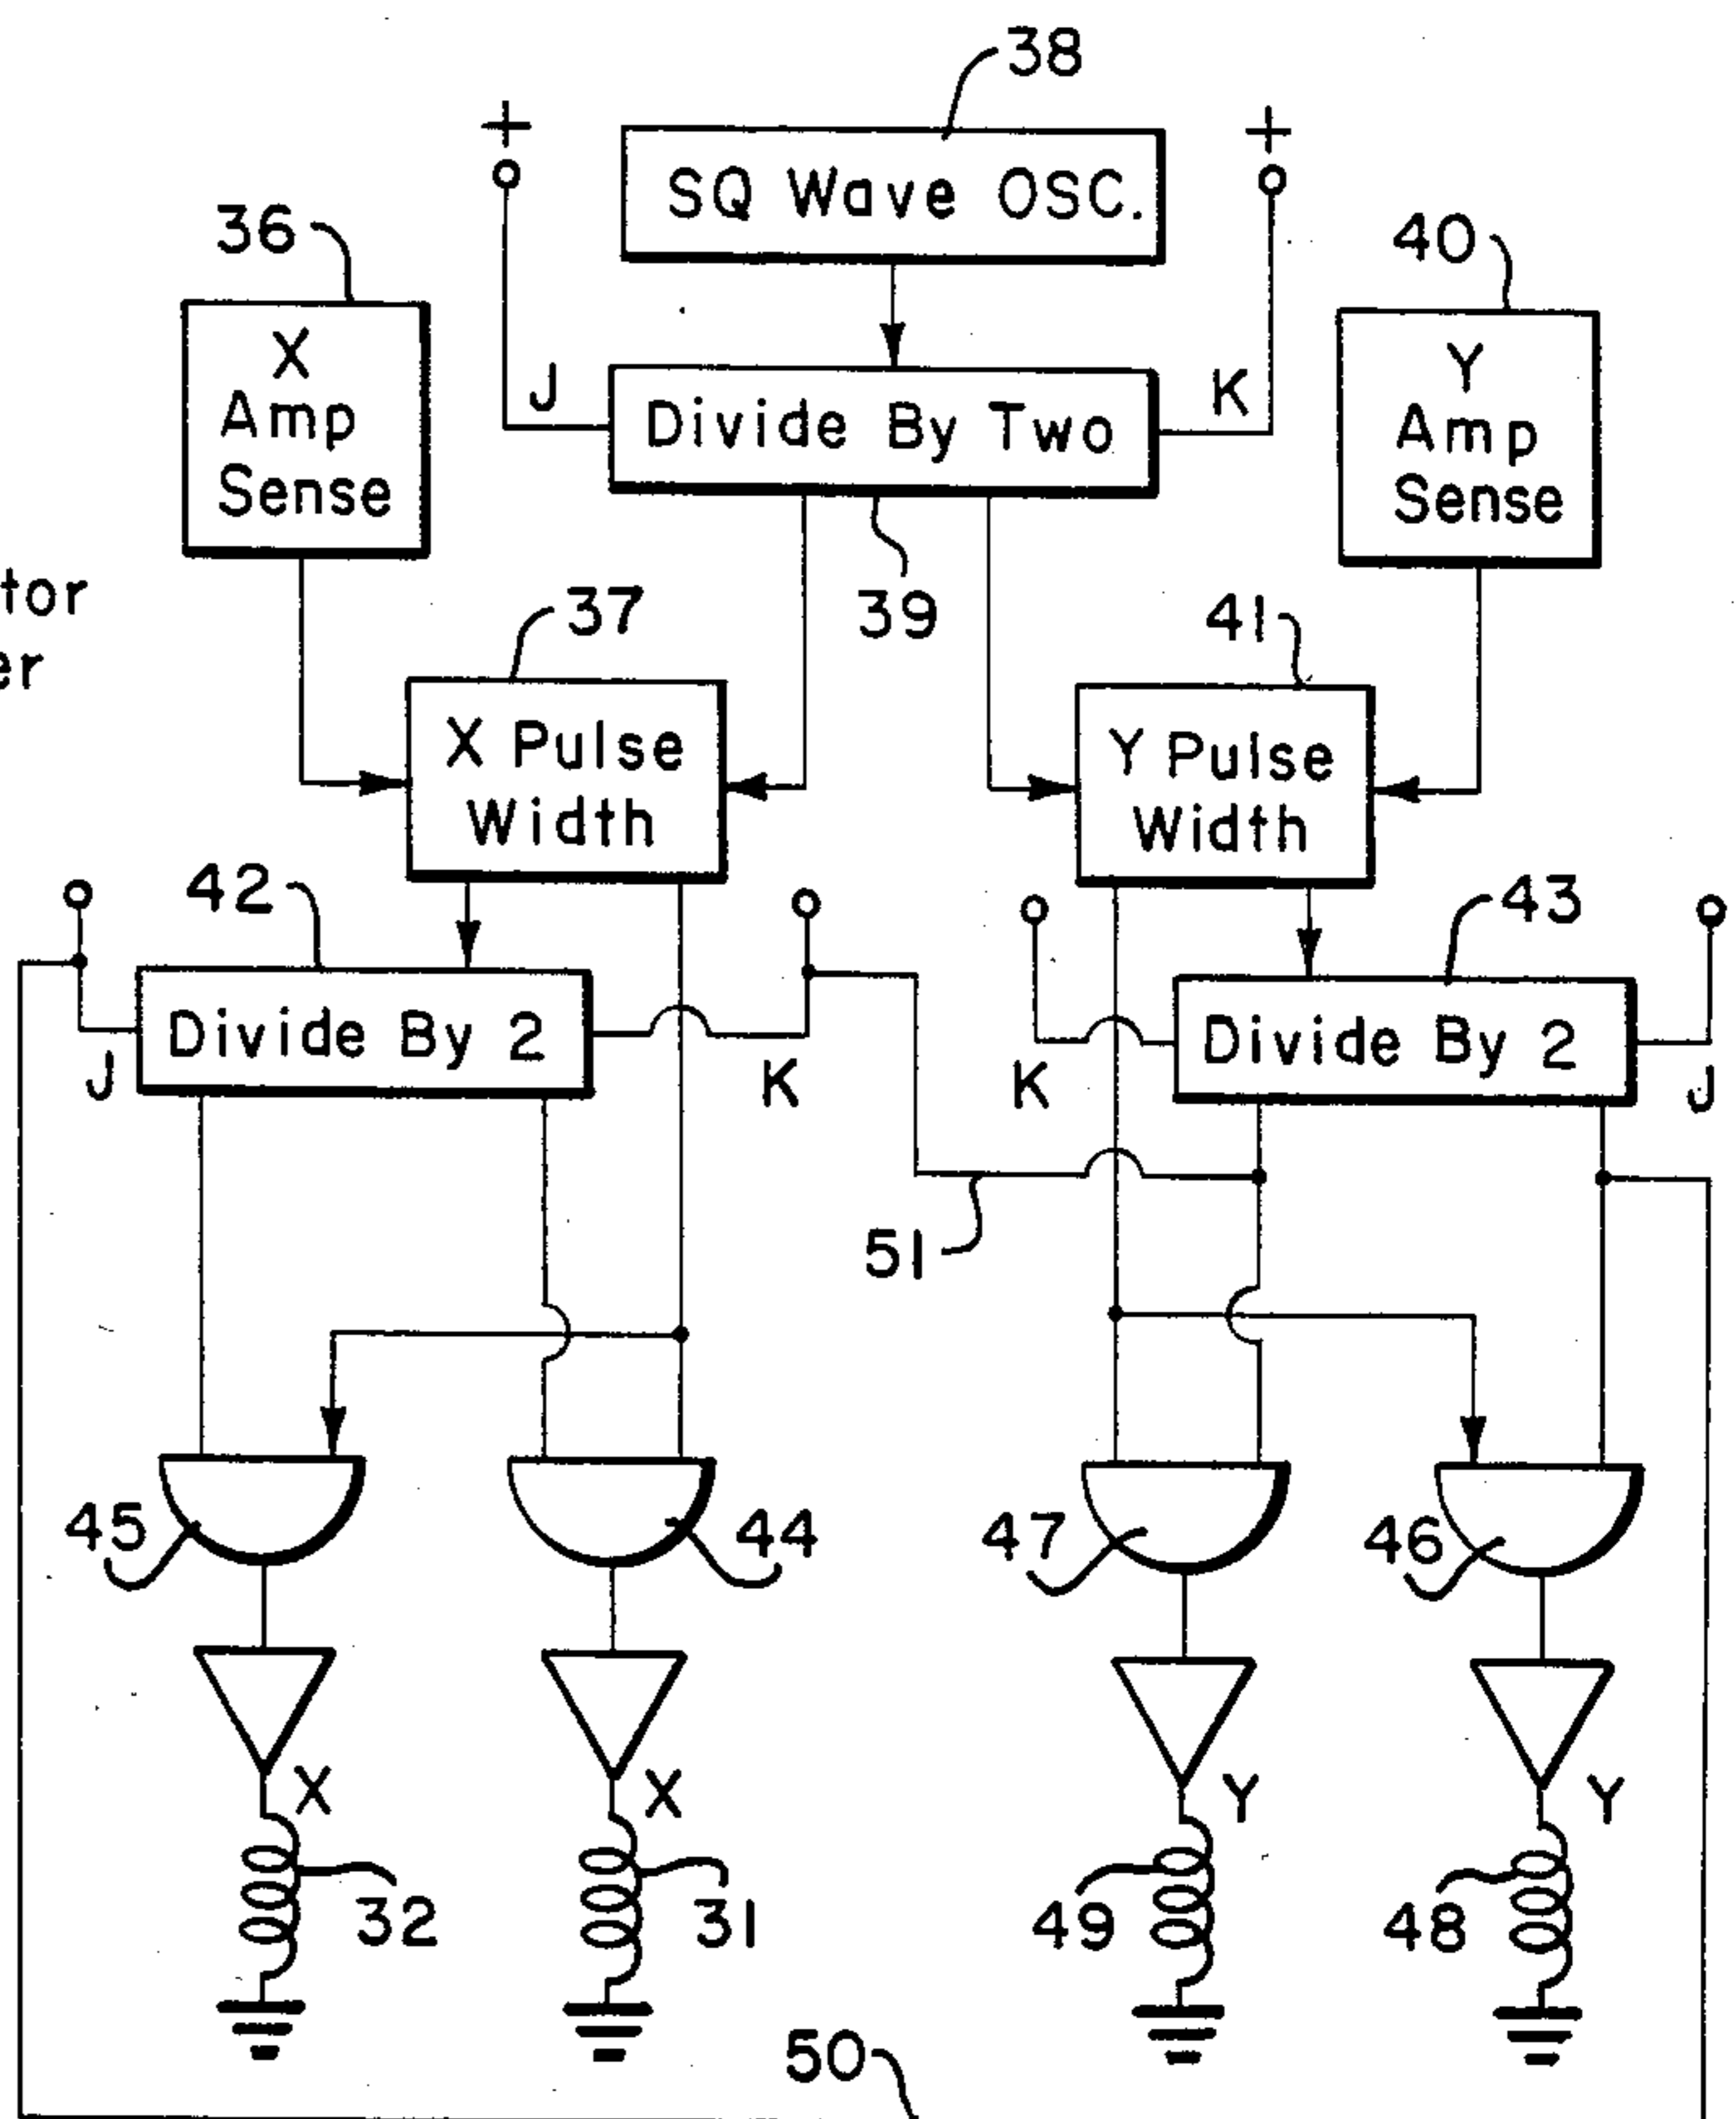 38
+
+
SQ Wave OSC.
36
40
X
Amp
Sense
J
Divide By Two
K
Y
Amp
Sense
tor
er
37
39
41
X Pulse
Width
Y Pulse
Width
42
43
Divide By 2
J
K
K
Divide By 2
J
51
45
44
47
46
X
X
Y
Y
32
31
49
48
50